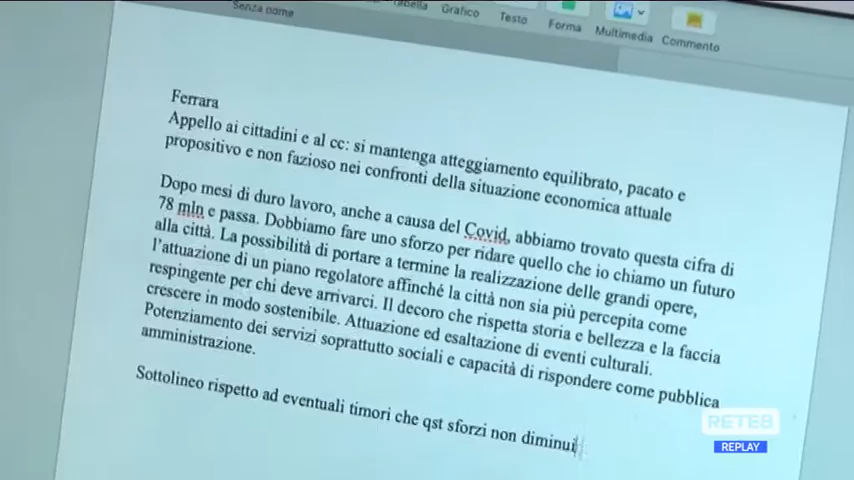 Senza nome
Tabella
Grafico
Testo
Forma
Multimedia
Commento
Ferrara
Appello ai cittadini e al cc: si mantenga atteggiamento equilibrato, pacato e
propositivo e non fazioso nei confronti della situazione economica attuale
Dopo mesi di duro lavoro, anche a causa del Covid, abbiamo trovato questa cifra di
78 mln e passa. Dobbiamo fare uno sforzo per ridare quello che io chiamo un futuro
alla città. La possibilità di portare a termine la realizzazione delle grandi opere,
l'attuazione di un piano regolatore affinché la città non sia più percepita come
respingente per chi deve arrivarci. Il decoro che rispetta storia e bellezza e la faccia
crescere in modo sostenibile. Attuazione ed esaltazione di eventi culturali.
Potenziamento dei servizi soprattutto sociali e capacità di rispondere come pubblica
amministrazione.
Sottolineo rispetto ad eventuali timori che qst sforzi non diminui
RETE8
REPLAY